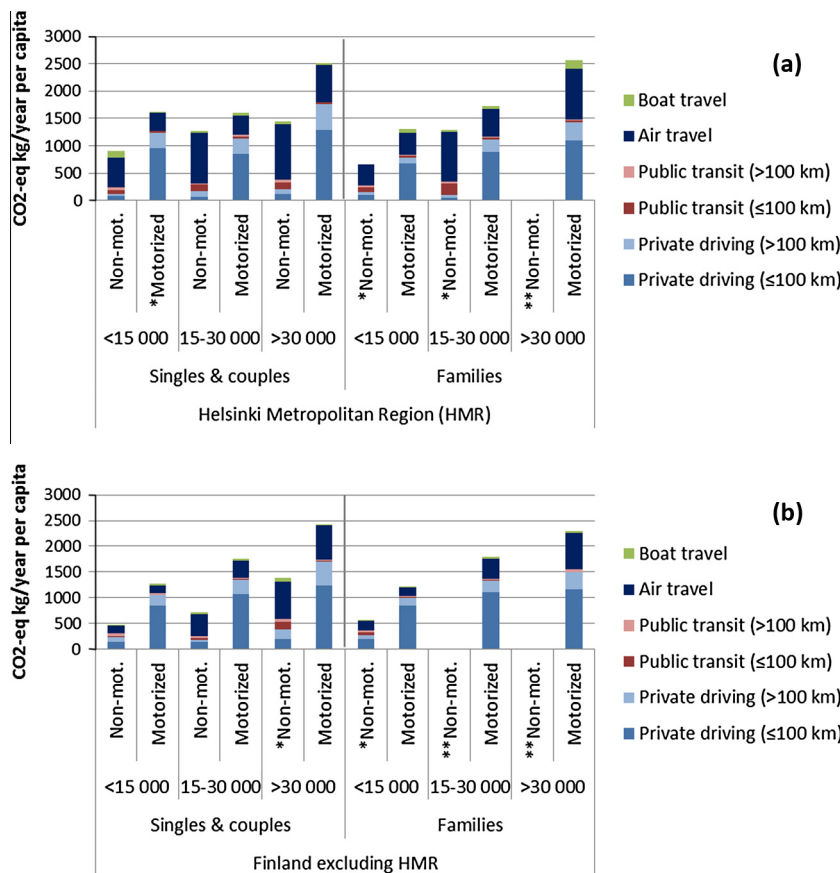 CO2-eq kg/year per capita
3000
2500
2000
1500
1000
500
0
Non-mot.
*Motorized
Non-mot.
Motorized
Non-mot.
Motorized
*Non-mot.
Motorized
*Non-mot.
Motorized
**Non-mot.
Motorized
<15 000 15-30 000 >30 000 <15 000 15-30 000 >30 000
Singles & couples Families
Helsinki Metropolitan Region (HMR)
(a)
Boat travel
Air travel
Public transit (>100 km)
Public transit (≤100 km)
Private driving (>100 km)
Private driving (≤100 km)
CO2-eq kg/year per capita
3000
2500
2000
1500
1000
500
0
Non-mot.
Motorized
Non-mot.
Motorized
*Non-mot.
Motorized
*Non-mot.
Motorized
**Non-mot.
Motorized
**Non-mot.
Motorized
<15 000 15-30 000 >30 000 <15 000 15-30 000 >30 000
Singles & couples Families
Finland excluding HMR
(b)
Boat travel
Air travel
Public transit (>100 km)
Public transit (≤100 km)
Private driving (>100 km)
Private driving (≤100 km)